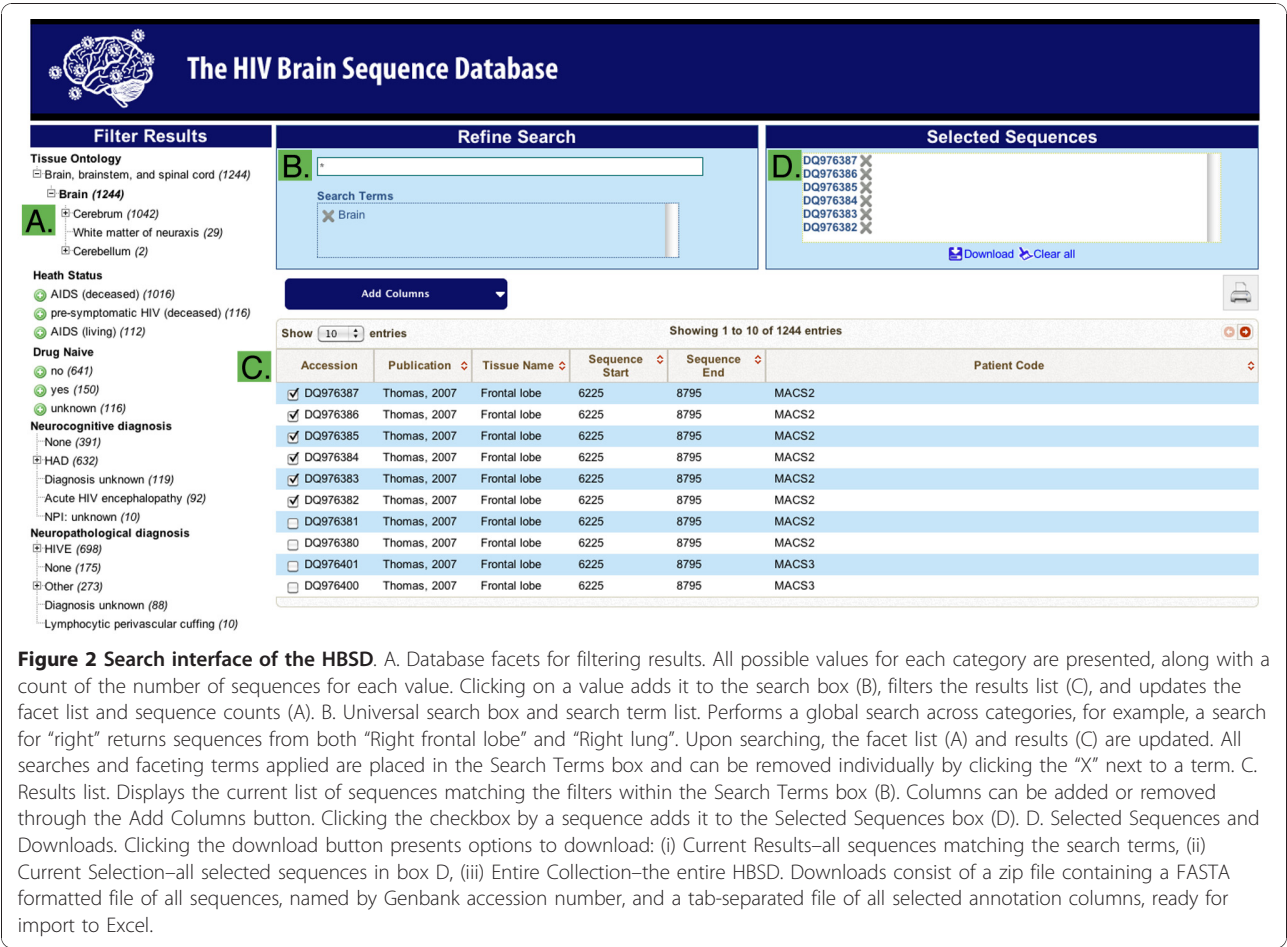 The HIV Brain Sequence Database
Filter Results
Tissue Ontology
Brain, brainstem, and spinal cord (1244)
Brain (1244)
A.
Cerebrum (1042)
White matter of neuraxis (29)
Cerebellum (2)
Heath Status
AIDS (deceased) (1016)
pre-symptomatic HIV (deceased) (116)
AIDS (living) (112)
Drug Naive
no (641)
yes (150)
unknown (116)
Neurocognitive diagnosis
None (391)
HAD (632)
Diagnosis unknown (119)
Acute HIV encephalopathy (92)
NPI: unknown (10)
Neuropathological diagnosis
HIVE (698)
None (175)
Other (273)
Diagnosis unknown (88)
Lymphocytic perivascular cuffing (10)
Refine Search
B.
*
Search Terms
Brain
Selected Sequences
D.
DQ976387
DQ976386
DQ976385
DQ976384
DQ976383
DQ976382
Download Clear all
Add Columns
Show 10 entries Showing 1 to 10 of 1244 entries
C.
Accession Publication Tissue Name Sequence Start Sequence End Patient Code
DQ976387 Thomas, 2007 Frontal lobe 6225 8795 MACS2
DQ976386 Thomas, 2007 Frontal lobe 6225 8795 MACS2
DQ976385 Thomas, 2007 Frontal lobe 6225 8795 MACS2
DQ976384 Thomas, 2007 Frontal lobe 6225 8795 MACS2
DQ976383 Thomas, 2007 Frontal lobe 6225 8795 MACS2
DQ976382 Thomas, 2007 Frontal lobe 6225 8795 MACS2
DQ976381 Thomas, 2007 Frontal lobe 6225 8795 MACS2
DQ976380 Thomas, 2007 Frontal lobe 6225 8795 MACS2
DQ976401 Thomas, 2007 Frontal lobe 6225 8795 MACS3
DQ976400 Thomas, 2007 Frontal lobe 6225 8795 MACS3
Figure 2 Search interface of the HBSD. A. Database facets for filtering results. All possible values for each category are presented, along with a
count of the number of sequences for each value. Clicking on a value adds it to the search box (B), filters the results list (C), and updates the
facet list and sequence counts (A). B. Universal search box and search term list. Performs a global search across categories, for example, a search
for "right" returns sequences from both "Right frontal lobe" and "Right lung". Upon searching, the facet list (A) and results (C) are updated. All
searches and faceting terms applied are placed in the Search Terms box and can be removed individually by clicking the "X" next to a term. C.
Results list. Displays the current list of sequences matching the filters within the Search Terms box (B). Columns can be added or removed
through the Add Columns button. Clicking the checkbox by a sequence adds it to the Selected Sequences box (D). D. Selected Sequences and
Downloads. Clicking the download button presents options to download: (i) Current Results–all sequences matching the search terms, (ii)
Current Selection–all selected sequences in box D, (iii) Entire Collection–the entire HBSD. Downloads consist of a zip file containing a FASTA
formatted file of all sequences, named by Genbank accession number, and a tab-separated file of all selected annotation columns, ready for
import to Excel.